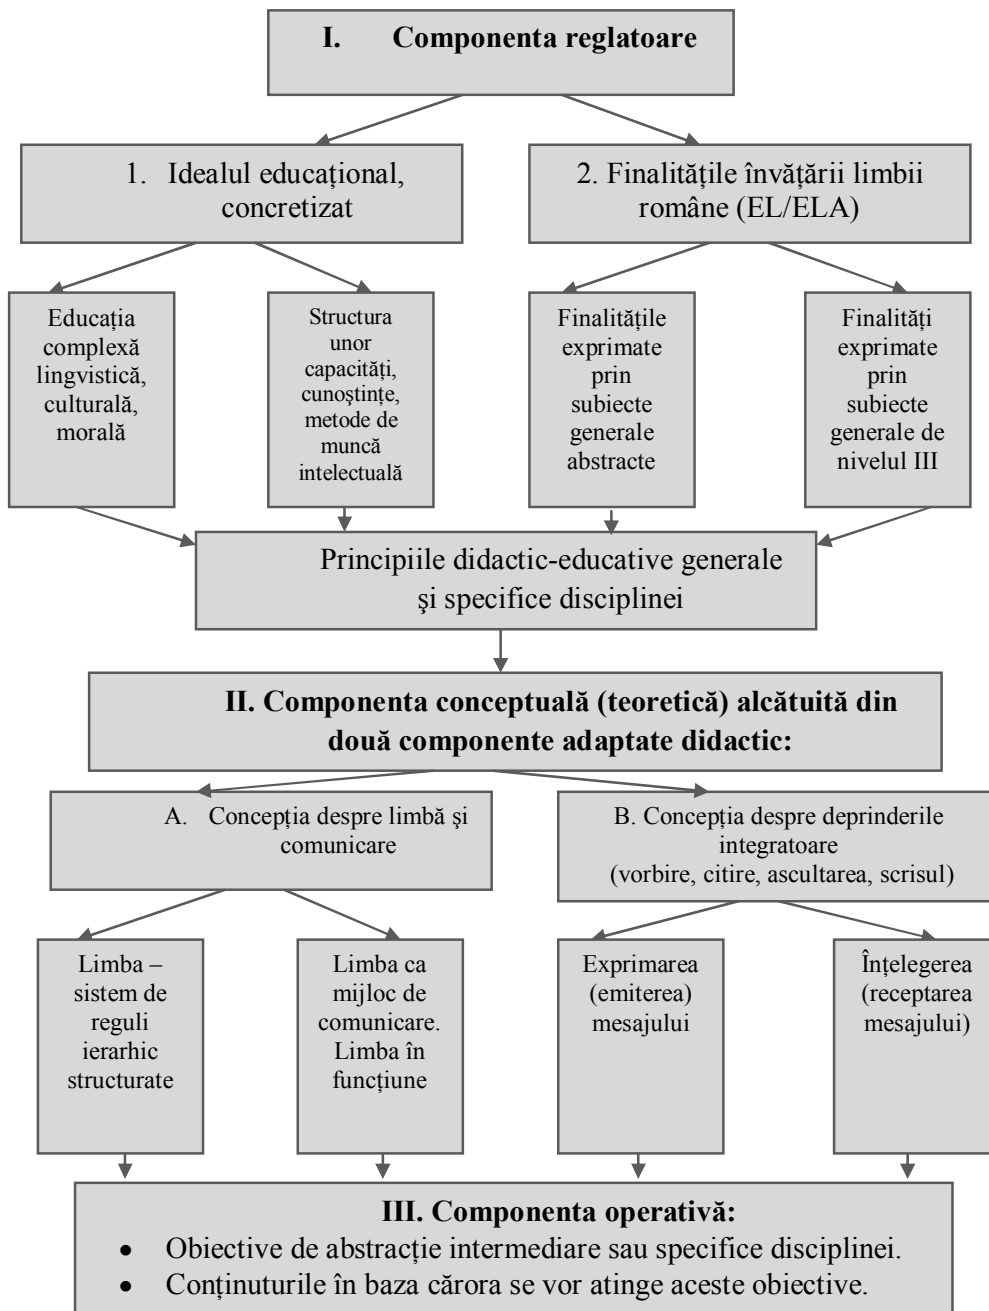 I. Componenta reglatoare
1. Idealul educațional,
concretizat
2. Finalitățile învățării limbii
române (EL/ELA)
Educația
complexă
lingvistică,
culturală,
morală
Structura
unor
capacități,
cunoştințe,
metode de
muncă
intelectuală
Finalitățile
exprimate
prin
subiecte
generale
abstracte
Finalități
exprimate
prin
subiecte
generale de
nivelul III
Principiile didactic-educative generale
şi specifice disciplinei
II. Componenta conceptuală (teoretică) alcătuită din
două componente adaptate didactic:
A. Concepția despre limbă şi
comunicare
B. Concepția despre deprinderile
integratoare
(vorbire, citire, ascultarea, scrisul)
Limba –
sistem de
reguli
ierarhic
structurate
Limba ca
mijloc de
comunicare.
Limba în
funcțiune
Exprimarea
(emiterea)
mesajului
Înțelegerea
(receptarea
mesajului)
III. Componenta operativă:
• Obiective de abstracție intermediare sau specifice disciplinei.
• Conținuturile în baza cărora se vor atinge aceste obiective.